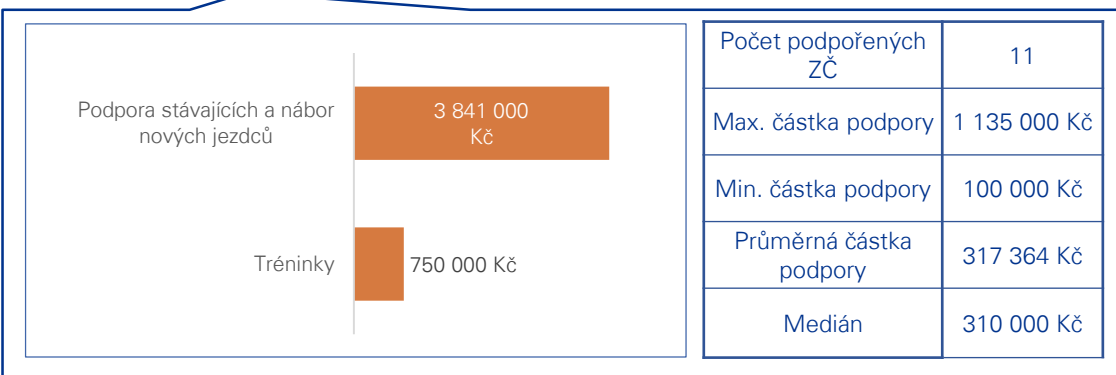 Podpora stávajících a nábor
nových jezdců
3 841 000
Kč
Tréninky
750 000 Kč
Počet podpořených
ZČ
11
Max. částka podpory
1 135 000 Kč
Min. částka podpory
100 000 Kč
Průměrná částka
podpory
317 364 Kč
Medián
310 000 Kč